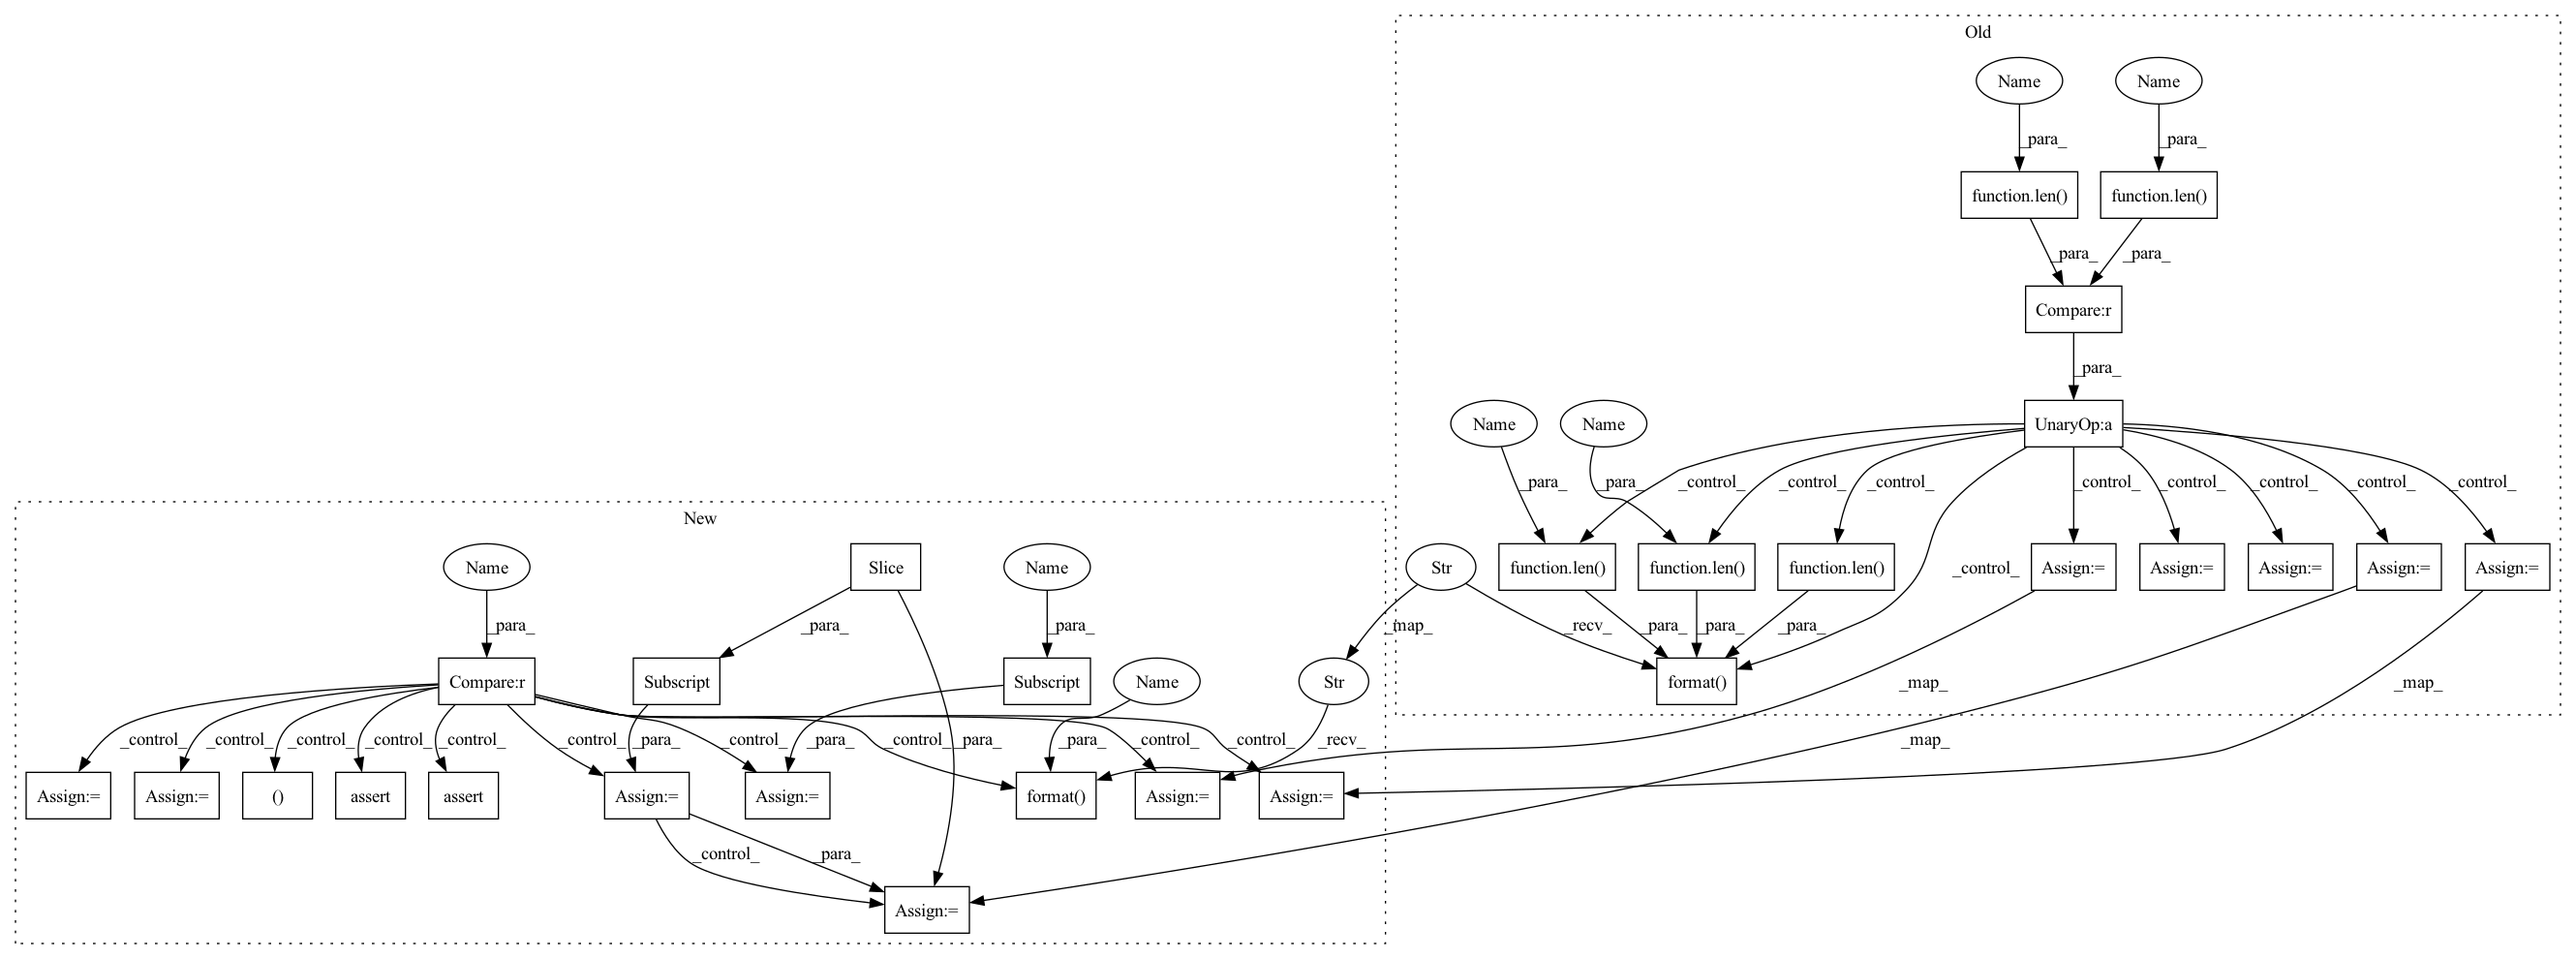 Old
Name Name
_para_ _para_
function.len() function.len()
_para_ _para_
Compare:r
_para_
Name Name UnaryOp:a
_para_ _para_ _control_ _control_ _control_ _control_ _control_ _control_ _control_ _control_
New
Name Slice Name Str function.len() function.len() function.len() Assign:= Assign:= Assign:= Assign:= Assign:=
_control_
_para_ _para_ _para_ _map_ _recv_ _para_ _para_ _para_
Compare:r Subscript Subscript Name Str format() _map_ _map_
_control_ _control_ _control_ _control_ _control_ _control_ _para_ _control_ _para_ _control_ _para_ _para_ _control_ _control_ _recv_ _map_
Assign:= Assign:= () assert assert Assign:= Assign:= format() Assign:= Assign:=
_control_ _para_
Assign:=